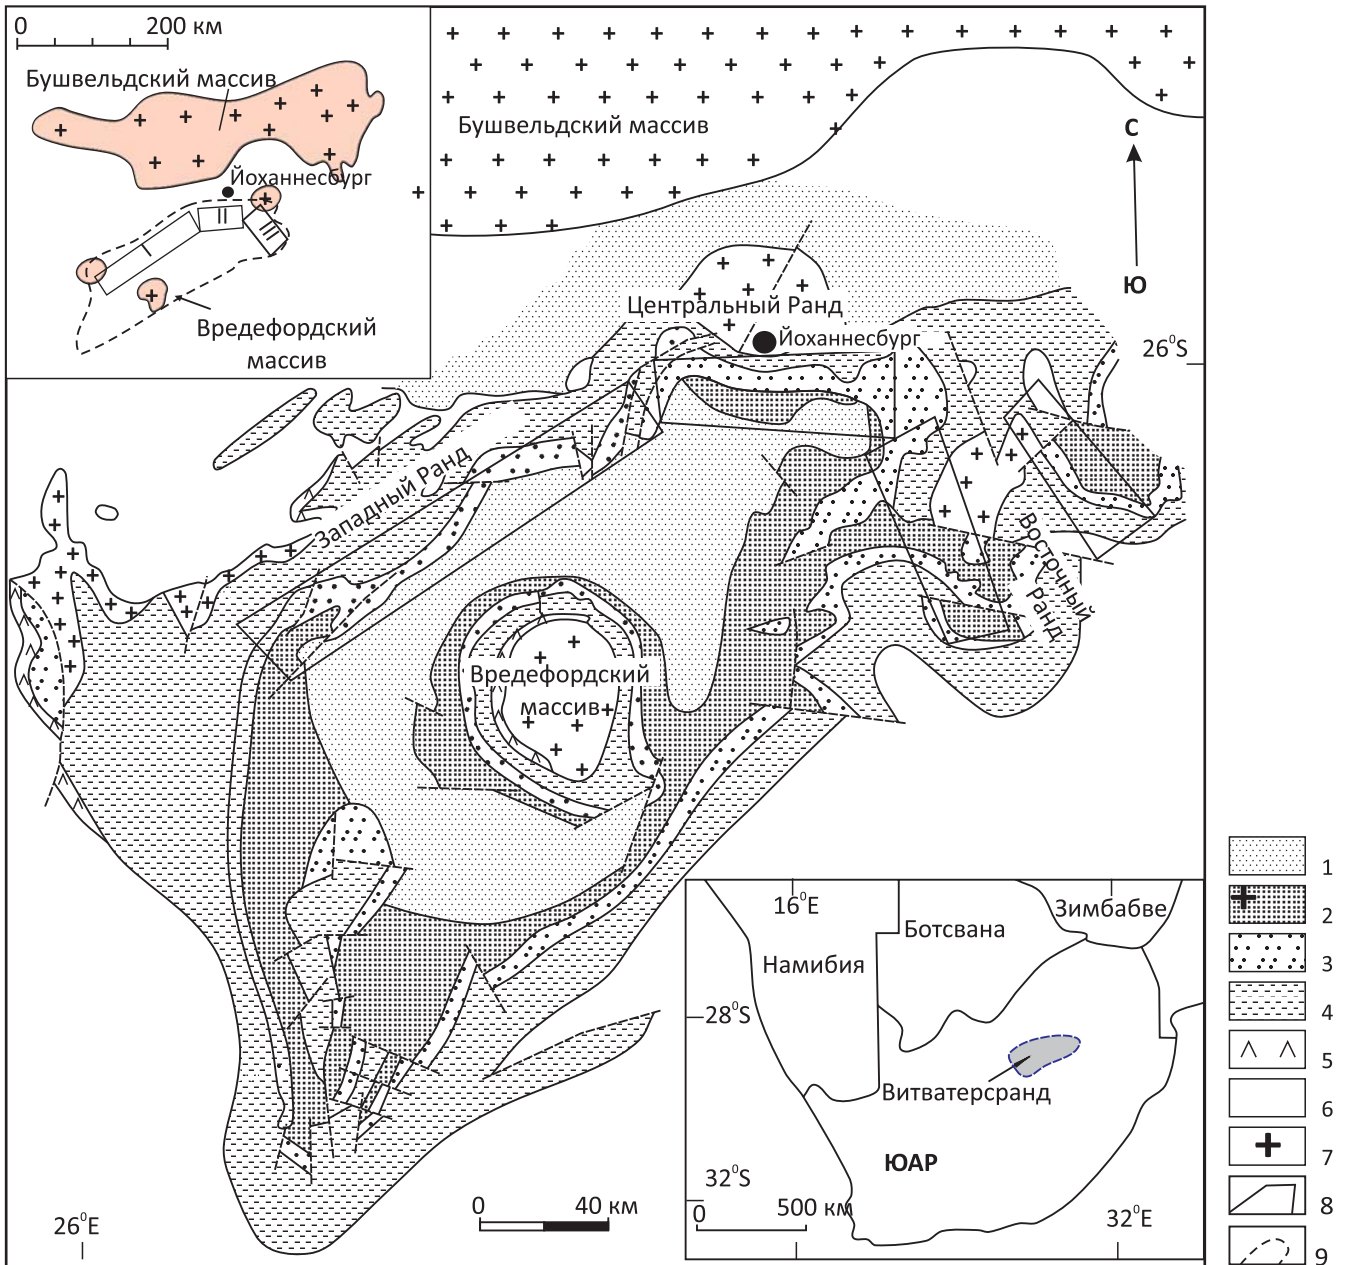 0 200 км
Бушвельдский массив
Йоханнесбург
II
III
I
Вредефордский
массив
Бушвельдский массив
С
Ю
26⁰S
Центральный Ранд
Йоханнесбург
Западный Ранд
Восточный
Ранд
Вредефордский
массив
26⁰E
0 40 км
16⁰E
Зимбабве
Ботсвана
Намибия
28⁰S
Витватерсранд
ЮАР
32⁰S
0 500 км
32⁰E
1
2
3
4
5
6
7
8
9